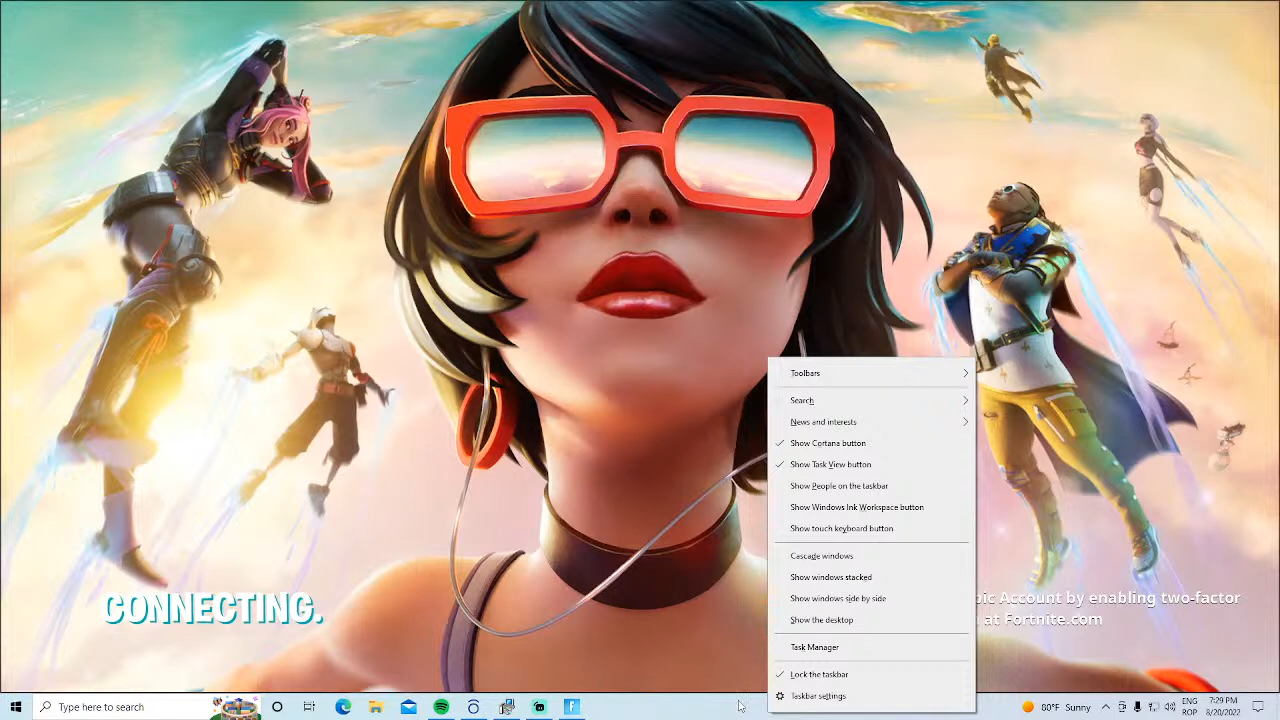 Toolbars
Search
News and interests
Show Cortana button
Show Task View button
Show People on the taskbar
Show Windows Ink Workspace button
Show touch keyboard button
Cascade windows
Show windows stacked
Show windows side by side
Show the desktop
Task Manager
Lock the taskbar
Taskbar settings
CONNECTING.
Account by enabling two-factor
at Fortnite.com
Type here to search
80°F Sunny
ENG
ROP
7:29 PM
8/20/2022